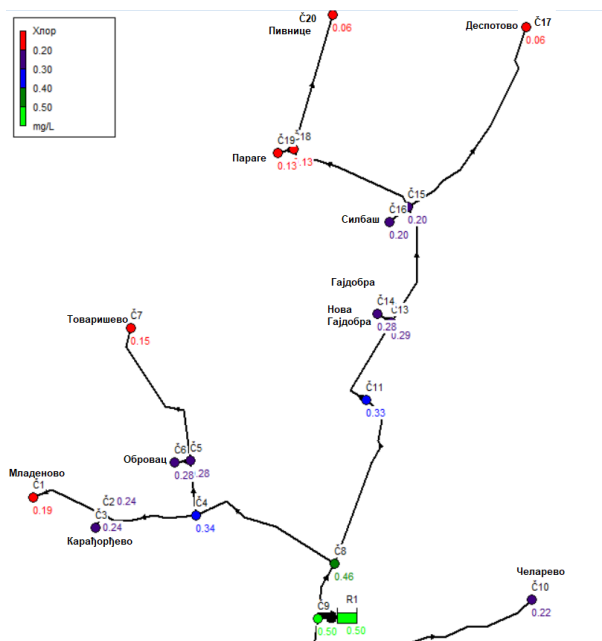 Хлор
0.20
0.30
0.40
0.50
mg/L
Č20
Пивнице
0.06
Деспотово
Č17
0.06
Č19
Č18
Параге
0.13
0.13
Č15
Č16
Силбаш
0.20
0.20
Гајдобра
Č14
Č13
Нова
Гајдобра
0.28
0.29
Товаришево
Č7
0.15
Č11
0.33
Č6
Č5
Обровац
0.28
0.28
Младеново
Č1
0.19
Č2
0.24
Č3
0.24
Карађорђево
Č4
0.34
Č8
0.46
Челарево
Č10
0.22
Č9
R1
0.50
0.50